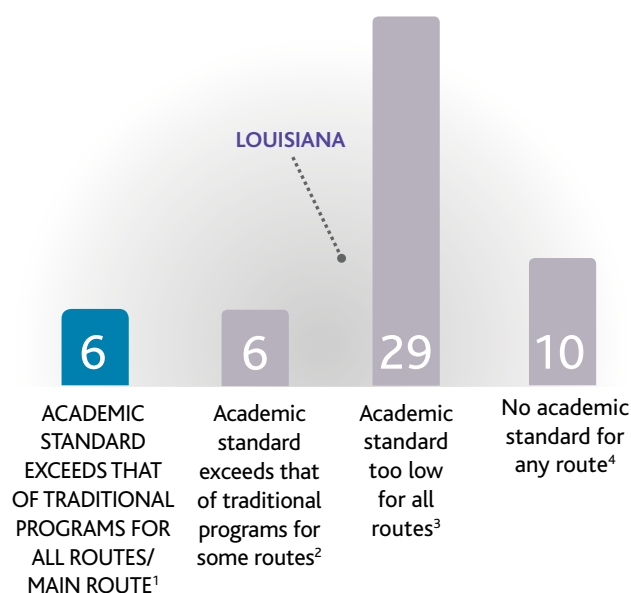 LOUISIANA
6
6
29
10
ACADEMIC
STANDARD
EXCEEDS THAT
OF TRADITIONAL
PROGRAMS FOR
ALL ROUTES/
MAIN ROUTE¹
Academic
standard
exceeds that
of traditional
programs for
some routes²
Academic
standard
too low
for all
routes³
No academic
standard for
any route⁴